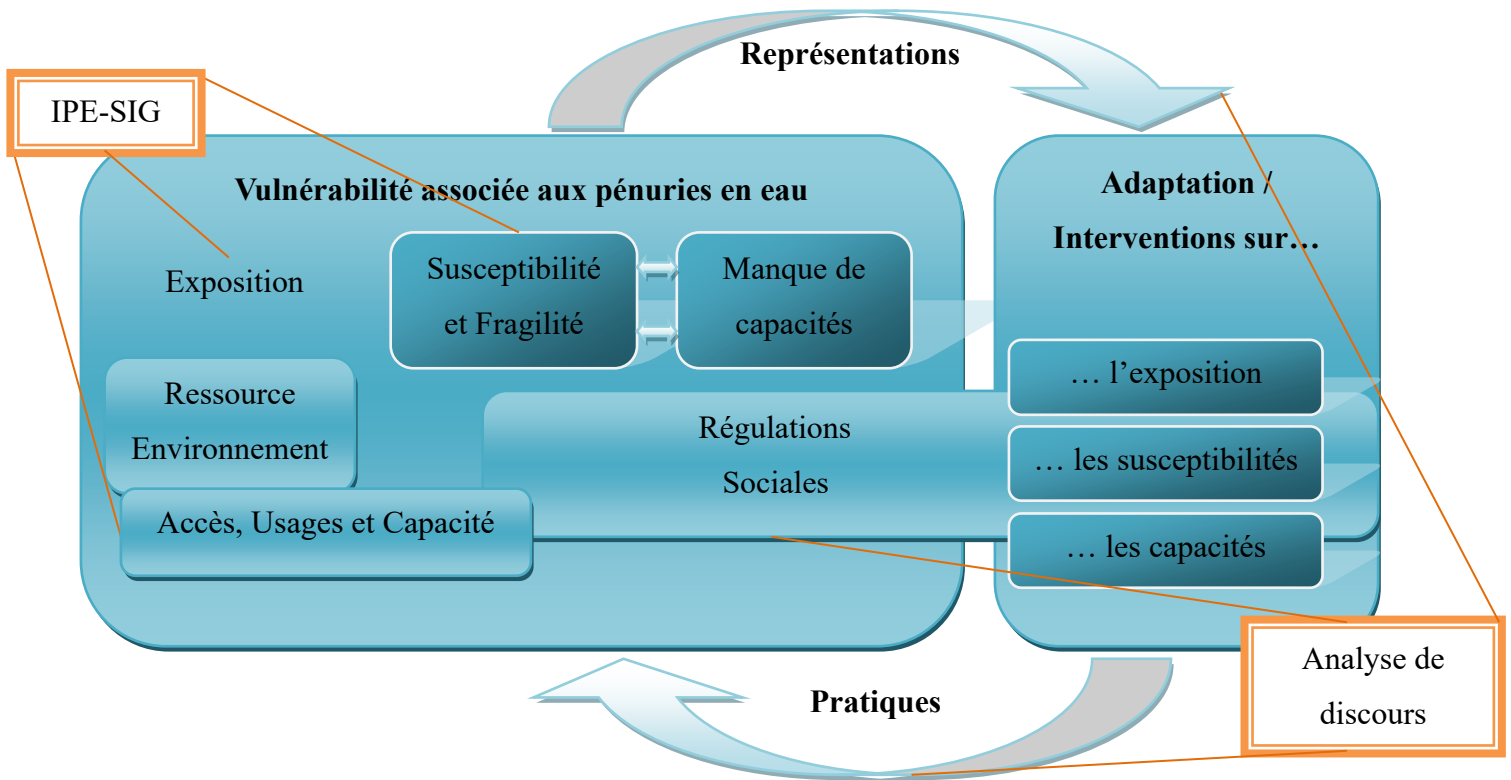 Représentations
IPE-SIG
Vulnérabilité associée aux pénuries en eau
Exposition
Susceptibilité
et Fragilité
Manque de
capacités
Ressource
Environnement
Accès, Usages et Capacité
Régulations
Sociales
Adaptation /
Interventions sur…
… l’exposition
… les susceptibilités
… les capacités
Pratiques
Analyse de
discours